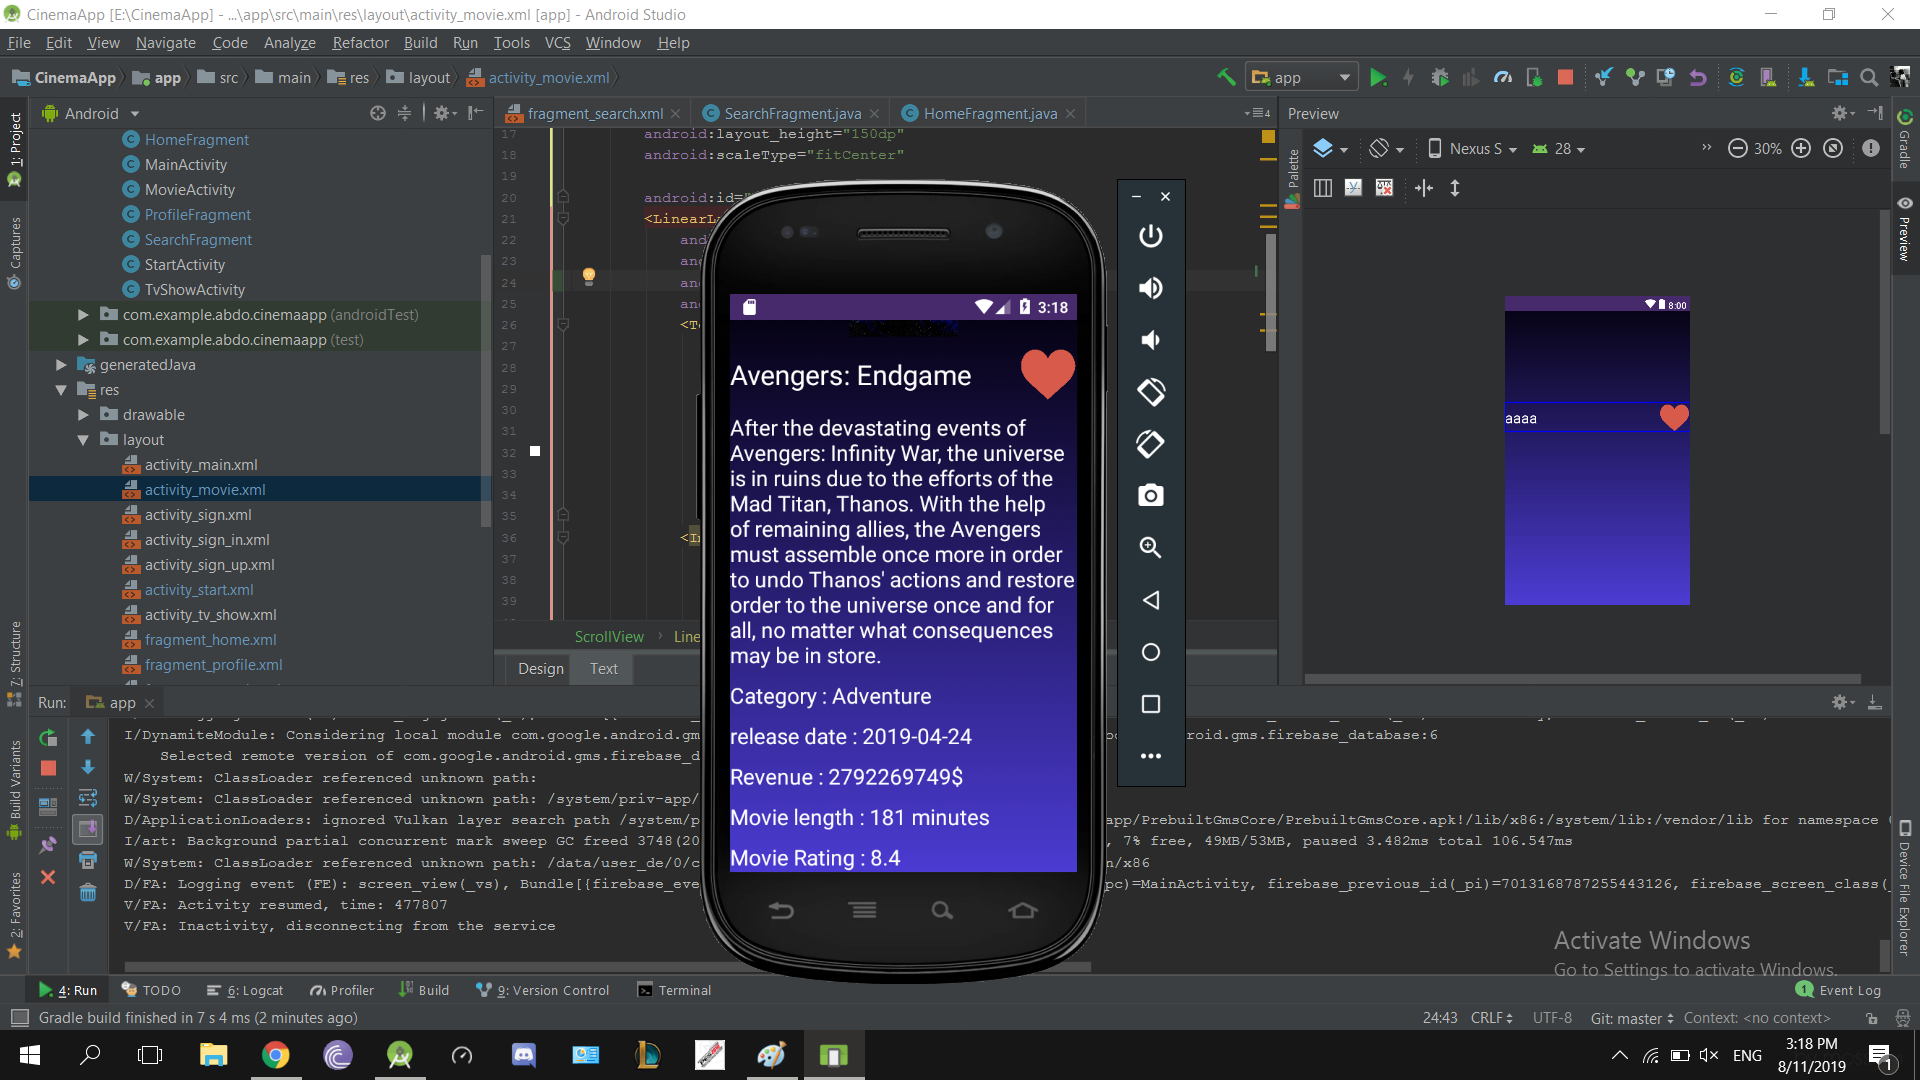 CinemaApp [E:\CinemaApp] - ...\app\src\main\res\layout\activity_movie.xml [app] - Android Studio
File Edit View Navigate Code Analyze Refactor Build Run Tools VCS Window Help
CinemaApp app src main res layout activity_movie.xml
app
Android
fragment_search.xml SearchFragment.java HomeFragment.java
4
Preview
1: Project
Captures
7: Structure
Build Variants
2: Favorites
HomeFragment
MainActivity
MovieActivity
ProfileFragment
SearchFragment
StartActivity
TvShowActivity
com.example.abdo.cinemaapp (androidTest)
com.example.abdo.cinemaapp (test)
generatedJava
res
drawable
layout
activity_main.xml
activity_movie.xml
activity_sign.xml
activity_sign_in.xml
activity_sign_up.xml
activity_start.xml
activity_tv_show.xml
fragment_home.xml
fragment_profile.xml
17 android:layout_height="150dp"
18 android:scaleType="fitCenter"
19
20 android:id="
21 <LinearLa
22 and
23 an
24 an
25 an
26 <Te
27
28
29
30
31
32
33
34
35
36 <I
37
38
39
ScrollView › Line
Design Text
3:18
Avengers: Endgame
After the devastating events of
Avengers: Infinity War, the universe
is in ruins due to the efforts of the
Mad Titan, Thanos. With the help
of remaining allies, the Avengers
must assemble once more in order
to undo Thanos' actions and restore
order to the universe once and for
all, no matter what consequences
may be in store.
Category : Adventure
release date : 2019-04-24
Revenue : 2792269749$
Movie length : 181 minutes
Movie Rating : 8.4
Palette
Nexus S 28 30%
8:00
aaaa
Gradle
Preview
Device File Explorer
Run: app
I/DynamiteModule: Considering local module com.google.android.gms ndroid.gms.firebase_database:6
Selected remote version of com.google.android.gms.firebase_d
W/System: ClassLoader referenced unknown path:
W/System: ClassLoader referenced unknown path: /system/priv-app/ app/PrebuiltGmsCore/PrebuiltGmsCore.apk!/lib/x86:/system/lib:/vendor/lib for namespace (
D/ApplicationLoaders: ignored Vulkan layer search path /system/p
I/art: Background partial concurrent mark sweep GC freed 3748(20 , 7% free, 49MB/53MB, paused 3.482ms total 106.547ms
W/System: ClassLoader referenced unknown path: /data/user_de/0/c n/x86
D/FA: Logging event (FE): screen_view(_vs), Bundle[{firebase_eve pc)=MainActivity, firebase_previous_id(_pi)=7013168787255443126, firebase_screen_class(_
V/FA: Activity resumed, time: 477807
V/FA: Inactivity, disconnecting from the service
Activate Windows
Go to Settings to activate Windows.
4: Run TODO 6: Logcat Profiler Build 9: Version Control Terminal
1 Event Log
Gradle build finished in 7 s 4 ms (2 minutes ago)
24:43 CRLF UTF-8 Git: master Context: <no context>
ENG
3:18 PM
8/11/2019
1